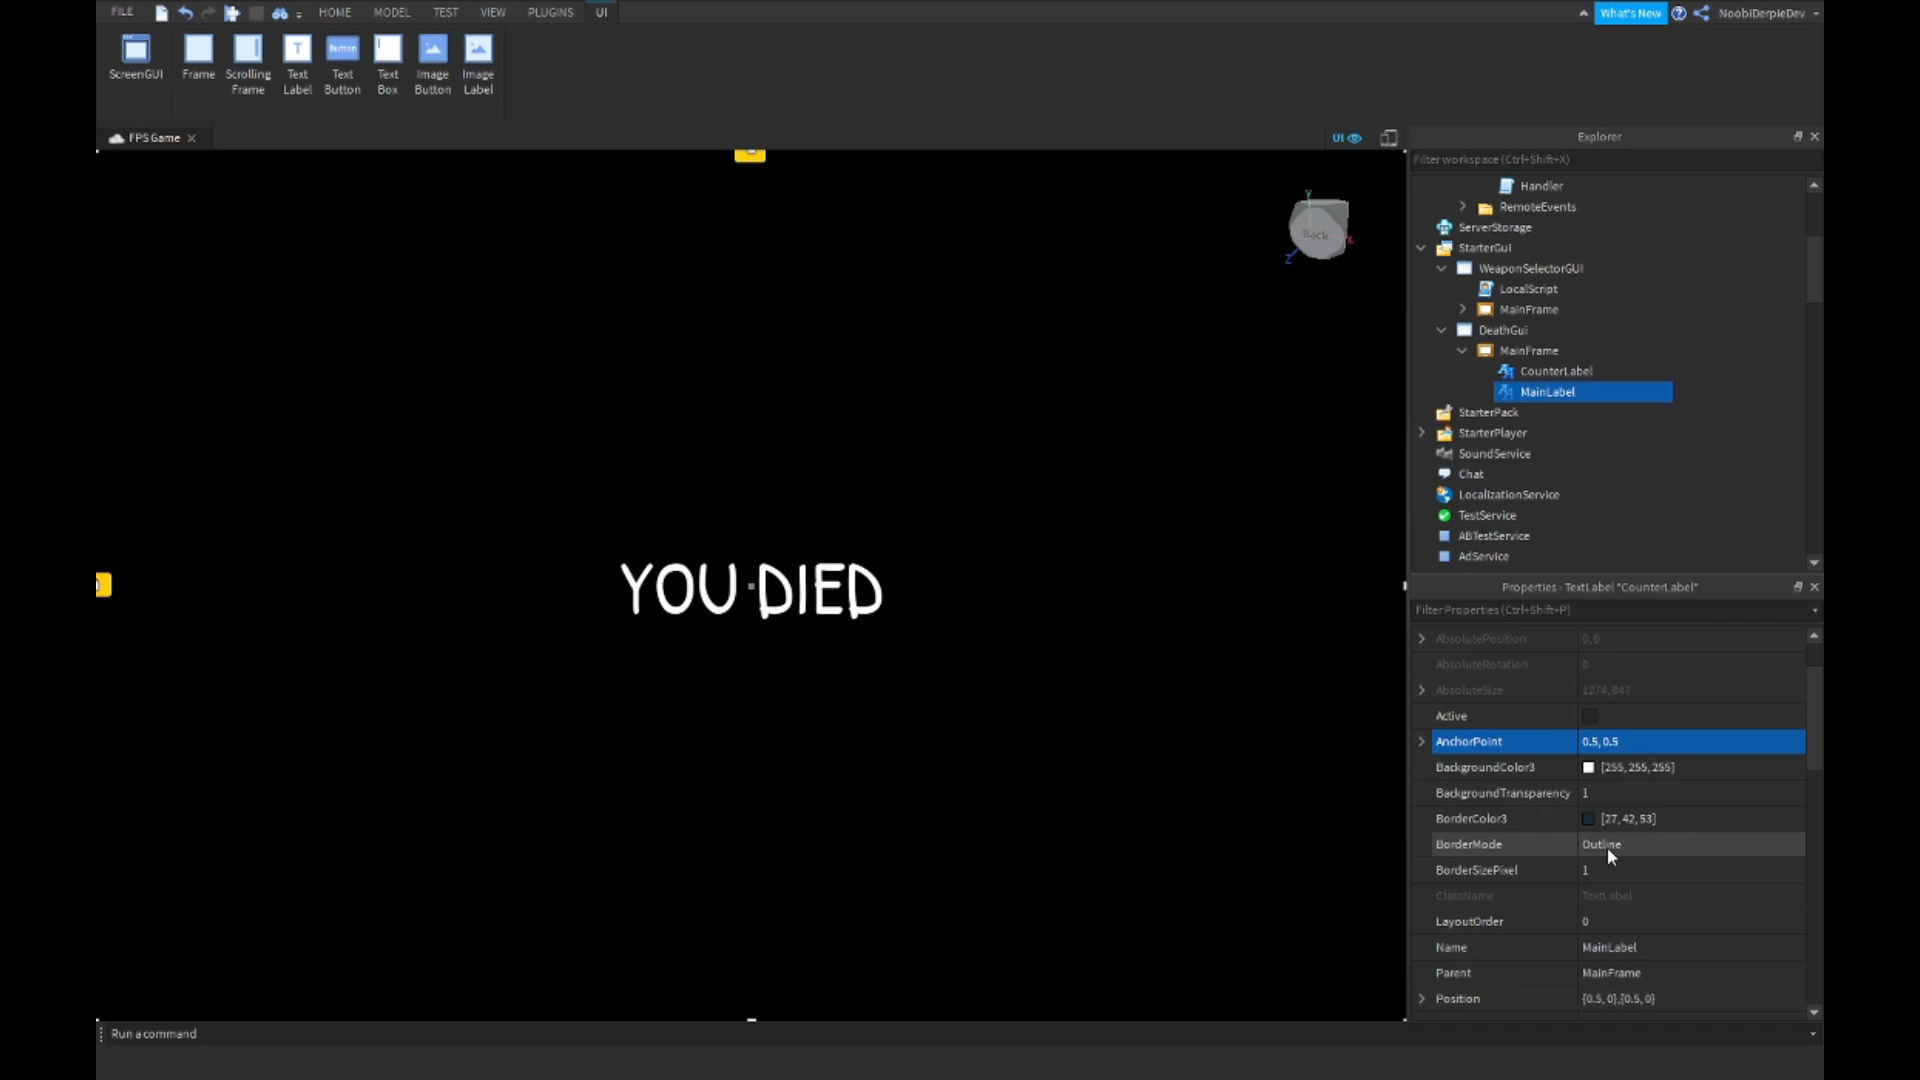 FILE HOME MODEL TEST VIEW PLUGINS UI What's New NoobiDerpieDev
ScreenGUI Frame Scrolling Frame T Text Label Button Text Button Text Box Image Button Image Label
FPS Game UI Explorer
Filter workspace (Ctrl+Shift+X)
Handler
RemoteEvents
ServerStorage
StarterGui
WeaponSelectorGUI
LocalScript
MainFrame
DeathGui
MainFrame
CounterLabel
MainLabel
StarterPack
StarterPlayer
SoundService
Chat
LocalizationService
TestService
ABTestService
AdService
Y
Back X
Z
YOU DIED
Properties - TextLabel "CounterLabel"
Filter Properties (Ctrl+Shift+P)
AbsolutePosition 0, 0
AbsoluteRotation 0
AbsoluteSize 1274, 847
Active
AnchorPoint 0.5, 0.5
BackgroundColor3 [255, 255, 255]
BackgroundTransparency 1
BorderColor3 [27, 42, 53]
BorderMode Outline
BorderSizePixel 1
ClassName TextLabel
LayoutOrder 0
Name MainLabel
Parent MainFrame
Position {0.5, 0},{0.5, 0}
Run a command